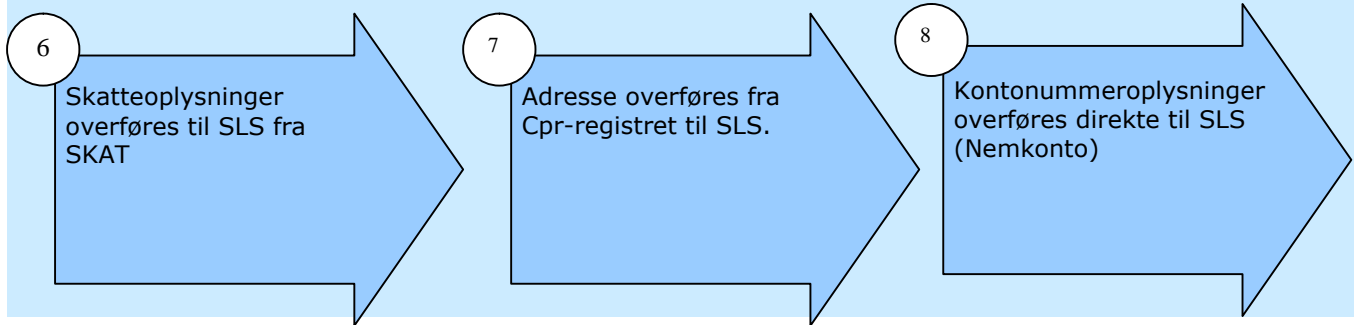 6
Skatteoplysninger
overføres til SLS fra
SKAT
7
Adresse overføres fra
Cpr-registret til SLS.
8
Kontonummeroplysninger
overføres direkte til SLS
(Nemkonto)